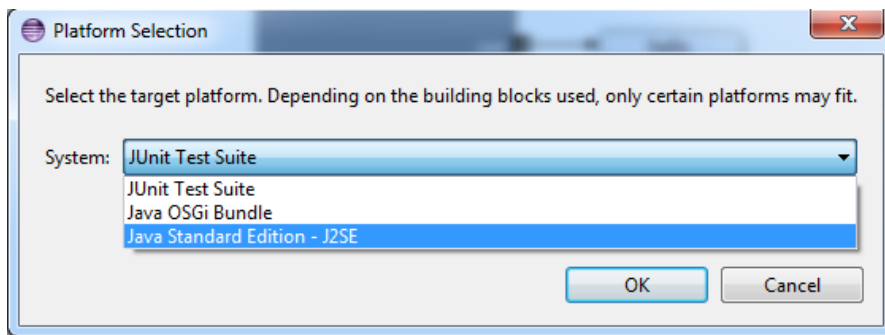 Platform Selection
Select the target platform. Depending on the building blocks used, only certain platforms may fit.
System: JUnit Test Suite
JUnit Test Suite
Java OSGi Bundle
Java Standard Edition - J2SE
OK Cancel